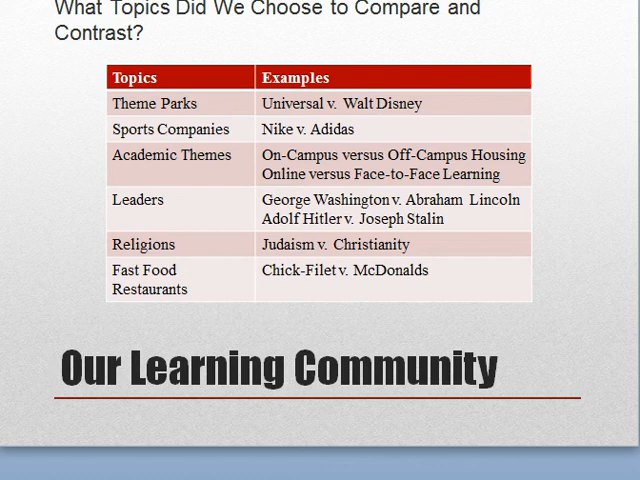 What Topics Did We Choose to Compare and
Contrast?
Topics Examples
Theme Parks Universal v. Walt Disney
Sports Companies Nike v. Adidas
Academic Themes On-Campus versus Off-Campus Housing
Online versus Face-to-Face Learning
Leaders George Washington v. Abraham Lincoln
Adolf Hitler v. Joseph Stalin
Religions Judaism v. Christianity
Fast Food Chick-Filet v. McDonalds
Restaurants
Our Learning Community